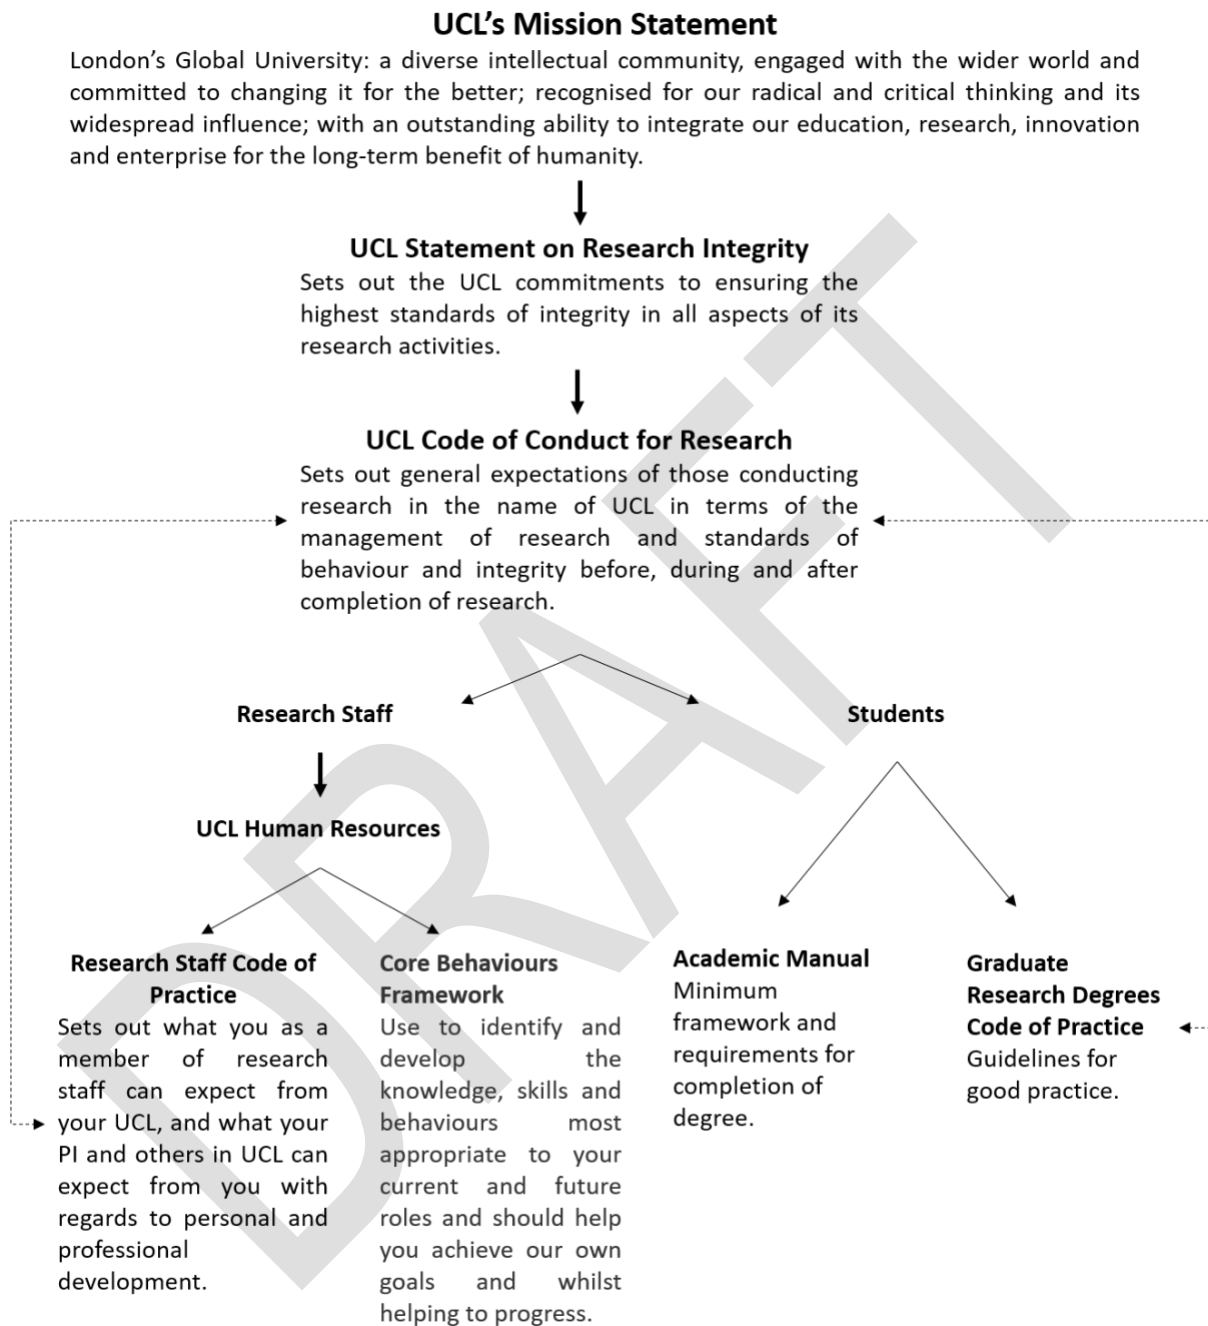 UCL's Mission Statement
London's Global University: a diverse intellectual community, engaged with the wider world and
committed to changing it for the better; recognised for our radical and critical thinking and its
widespread influence; with an outstanding ability to integrate our education, research, innovation
and enterprise for the long-term benefit of humanity.
UCL Statement on Research Integrity
Sets out the UCL commitments to ensuring the
highest standards of integrity in all aspects of its
research activities.
UCL Code of Conduct for Research
Sets out general expectations of those conducting
research in the name of UCL in terms of the
management of research and standards of
behaviour and integrity before, during and after
completion of research.
Research Staff
Students
UCL Human Resources
Research Staff Code of
Practice
Sets out what you as a
member of research
staff can expect from
your UCL, and what your
PI and others in UCL can
expect from you with
regards to personal and
professional
development.
Core Behaviours
Framework
Use to identify and
develop the
knowledge, skills and
behaviours most
appropriate to your
current and future
roles and should help
you achieve our own
goals and whilst
helping to progress.
Academic Manual
Minimum
framework and
requirements for
completion of
degree.
Graduate
Research Degrees
Code of Practice
Guidelines for
good practice.
DRAFT